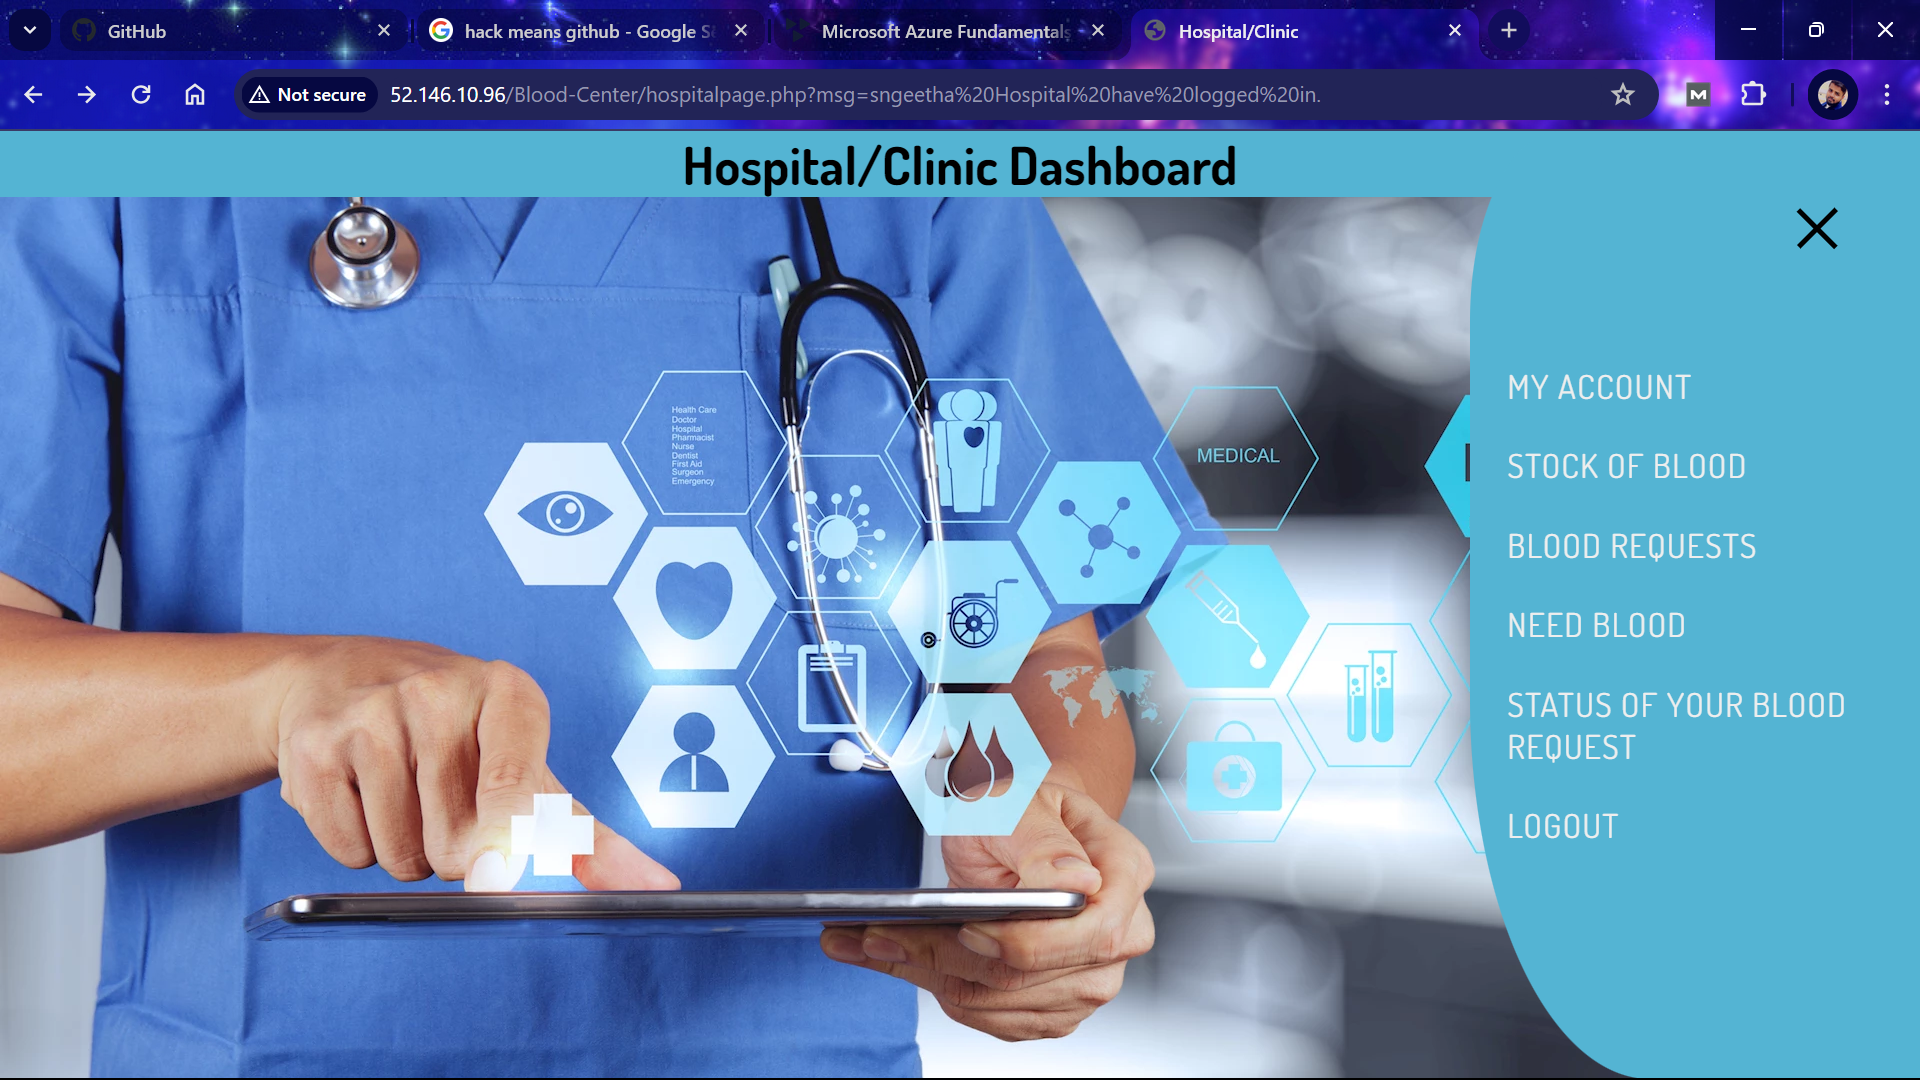 GitHub
hack means github - Google S
Microsoft Azure Fundamentals
Hospital/Clinic
Not secure
52.146.10.96/Blood-Center/hospitalpage.php?msg=sngeetha%20Hospital%20have%20logged%20in.
Hospital/Clinic Dashboard
MY ACCOUNT
STOCK OF BLOOD
BLOOD REQUESTS
NEED BLOOD
STATUS OF YOUR BLOOD
REQUEST
LOGOUT
Health Care
Doctor
Hospital
Pharmacist
Nurse
Dentist
First Aid
Surgeon
Emergency
MEDICAL